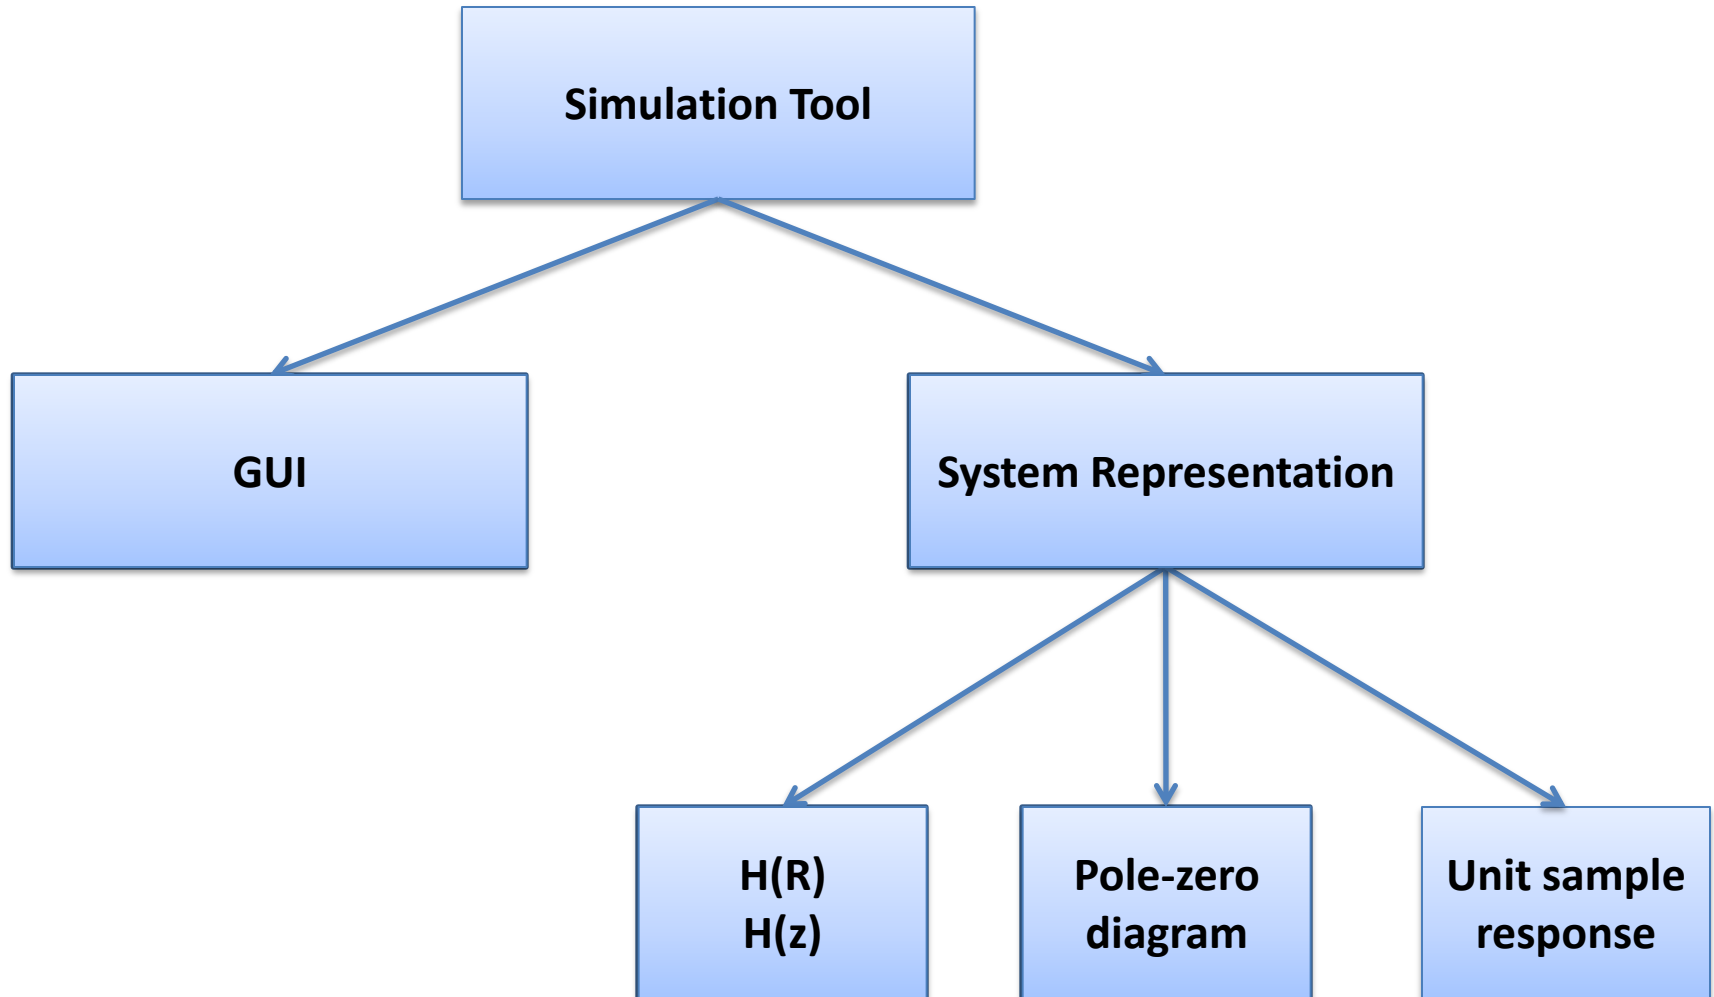 Simulation Tool
GUI
System Representation
H(R)
H(z)
Pole-zero
diagram
Unit sample
response